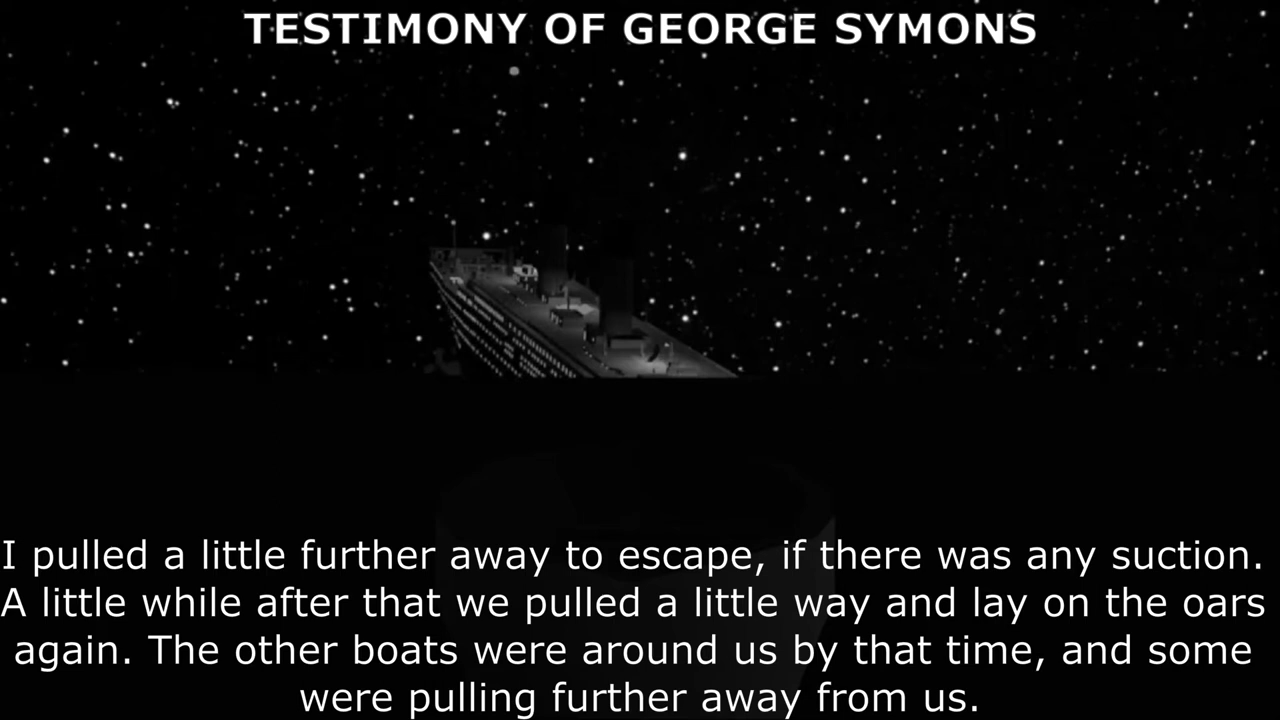 TESTIMONY OF GEORGE SYMONS
I pulled a little further away to escape, if there was any suction.
A little while after that we pulled a little way and lay on the oars
again. The other boats were around us by that time, and some
were pulling further away from us.